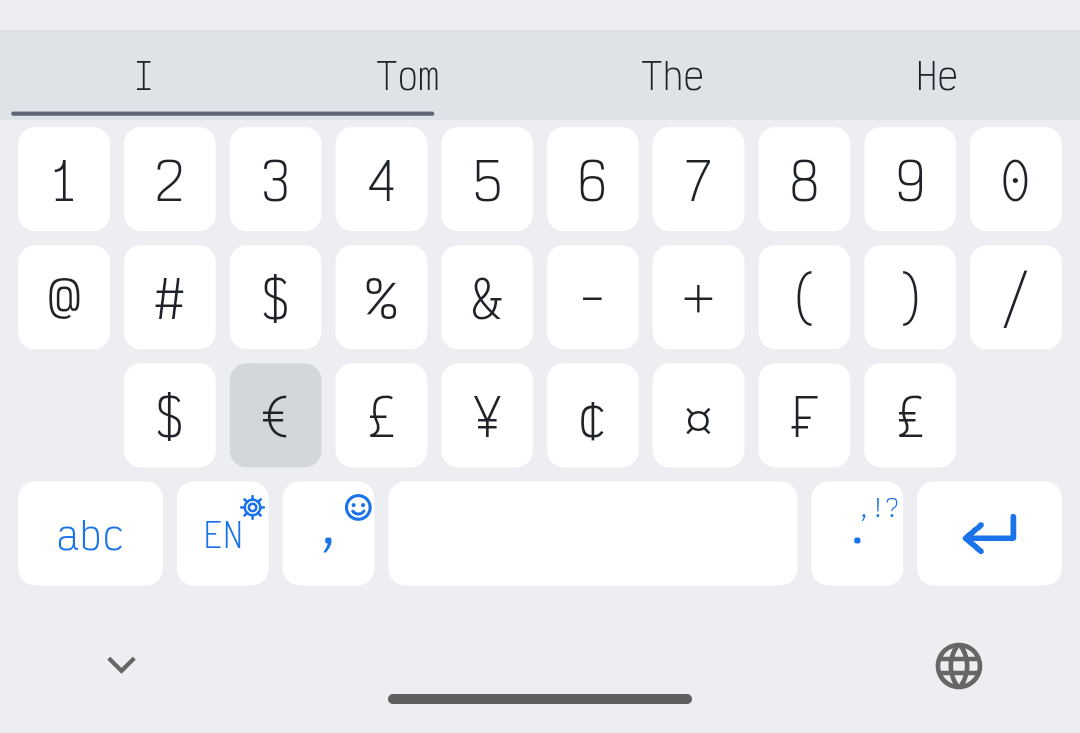 I Tom The He
1 2 3 4 5 6 7 8 9 0
@ # $ % & - + ( ) /
$ € £ ¥ ¢ ¤ ₣ ₤
abc EN , . ,!?